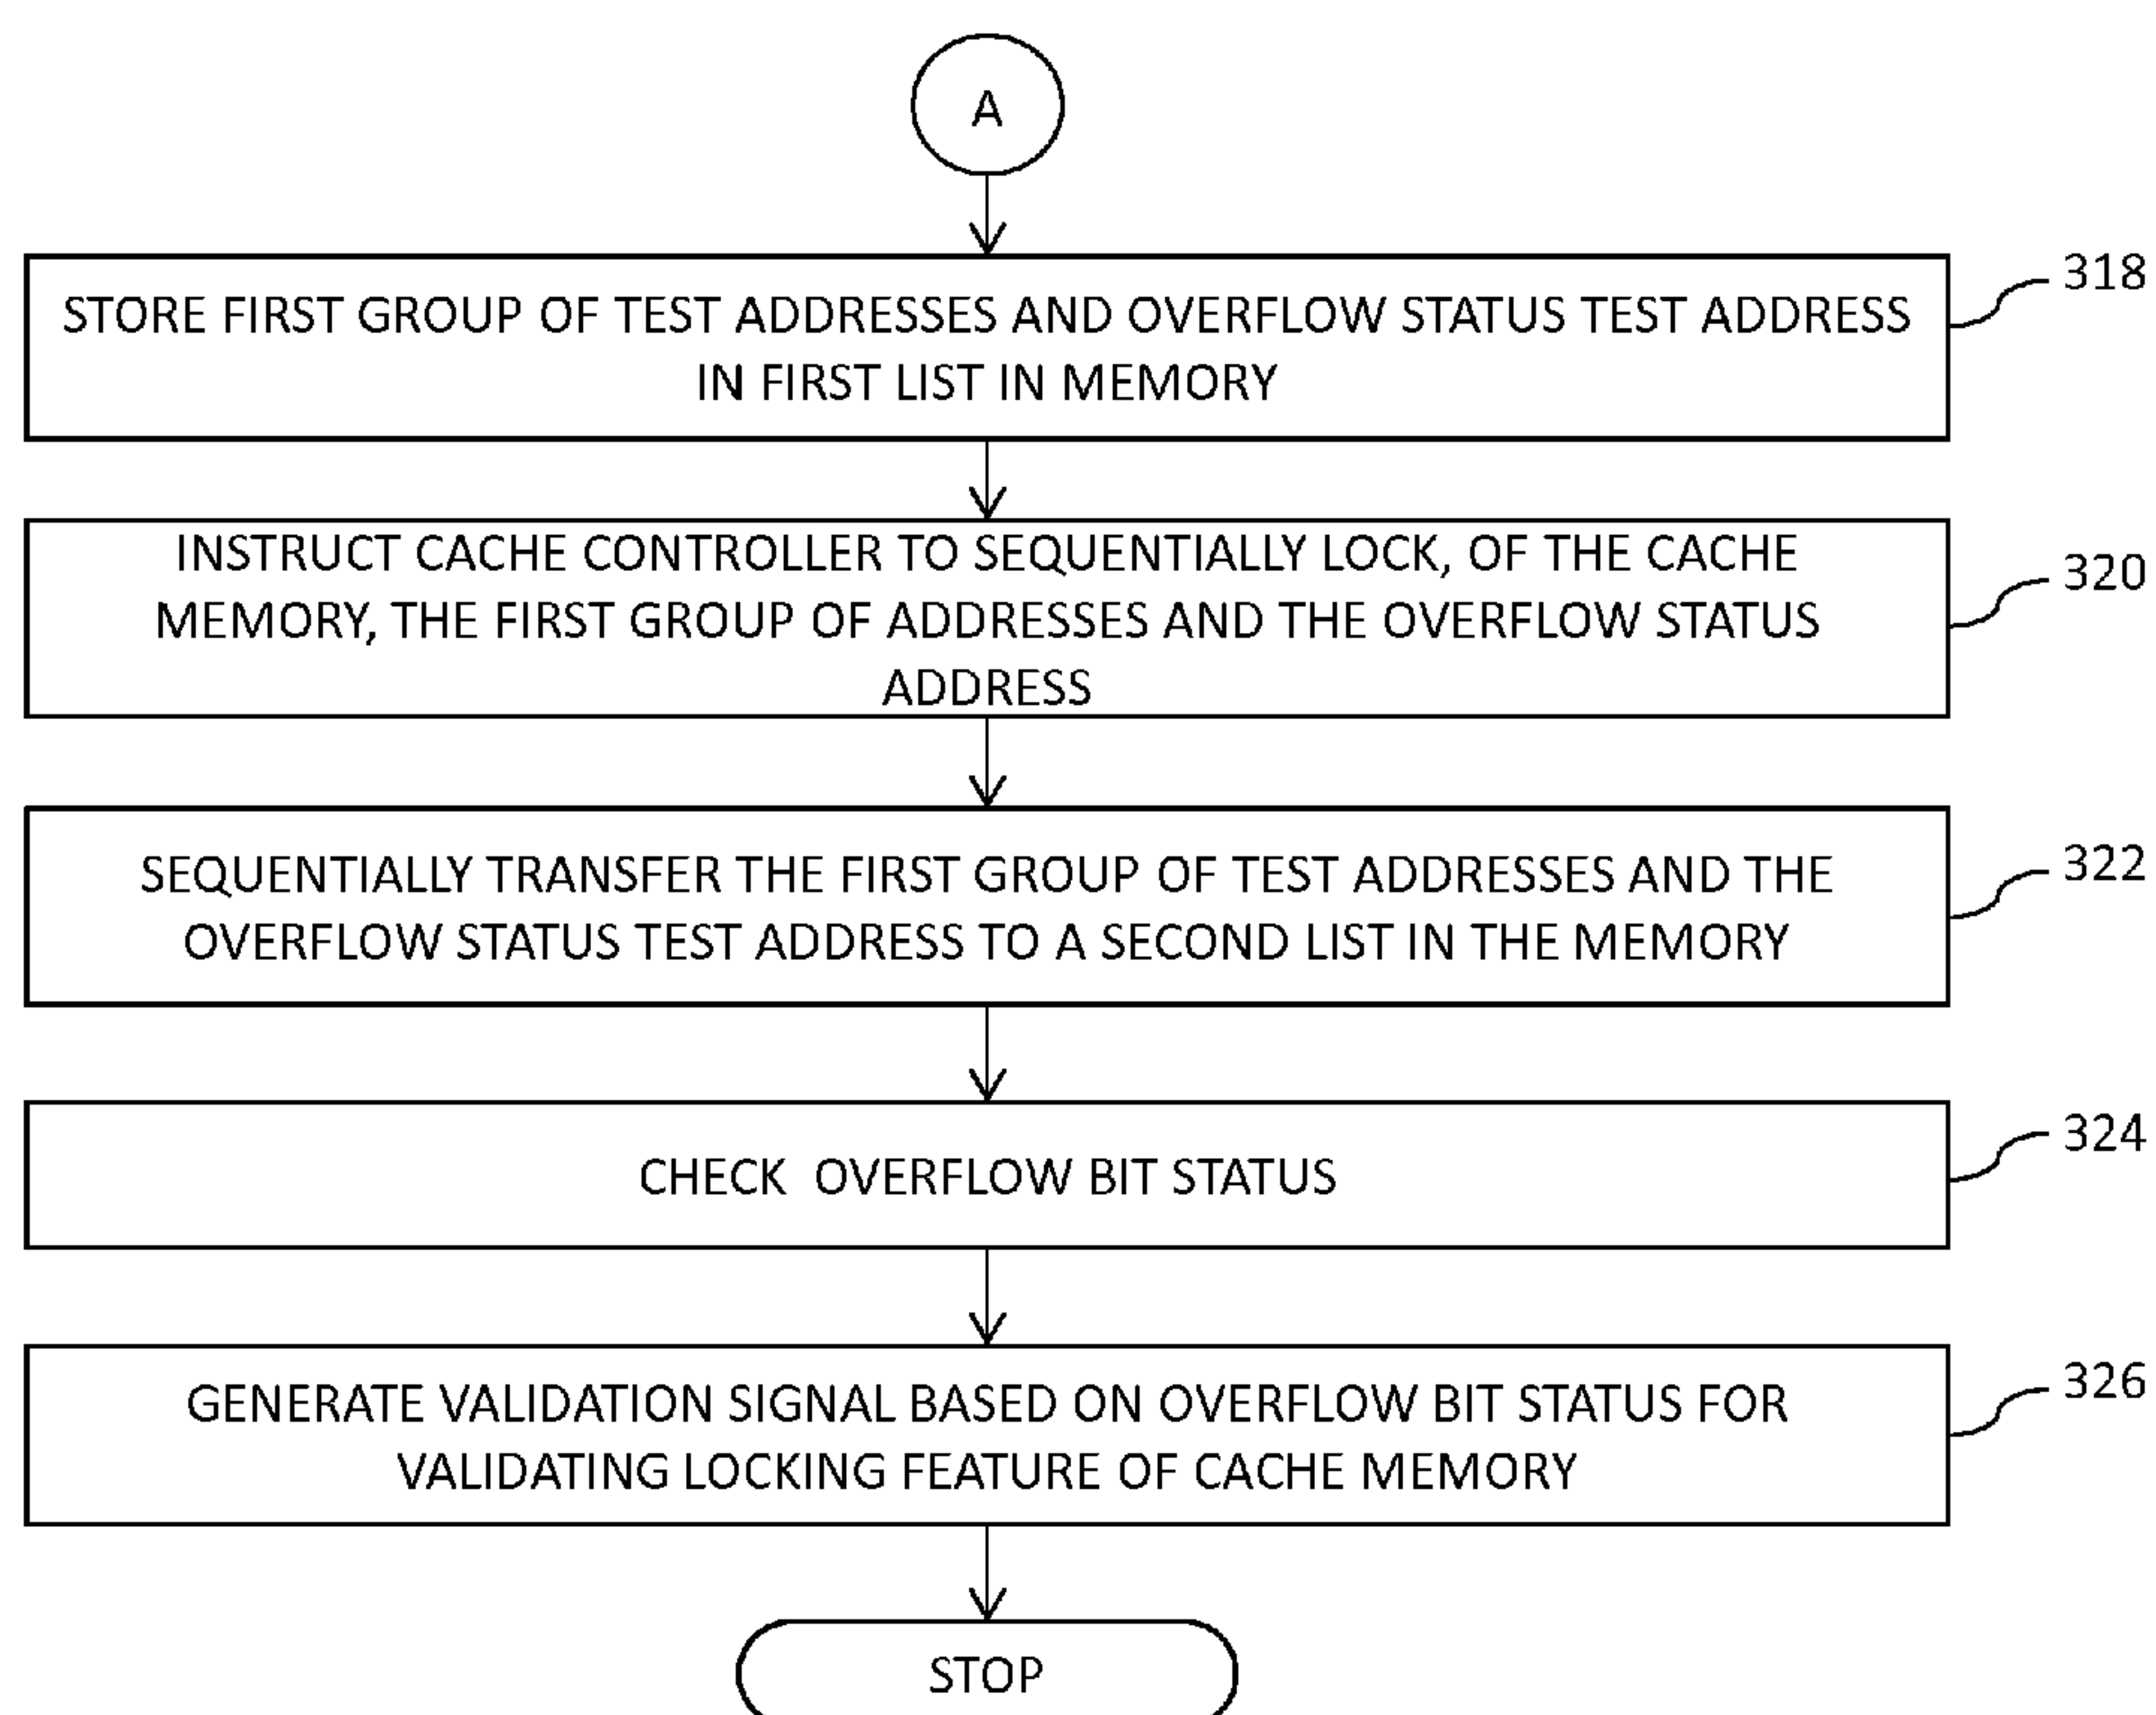 A
STORE FIRST GROUP OF TEST ADDRESSES AND OVERFLOW STATUS TEST ADDRESS
IN FIRST LIST IN MEMORY
318
INSTRUCT CACHE CONTROLLER TO SEQUENTIALLY LOCK, OF THE CACHE
MEMORY, THE FIRST GROUP OF ADDRESSES AND THE OVERFLOW STATUS
ADDRESS
320
SEQUENTIALLY TRANSFER THE FIRST GROUP OF TEST ADDRESSES AND THE
OVERFLOW STATUS TEST ADDRESS TO A SECOND LIST IN THE MEMORY
322
CHECK OVERFLOW BIT STATUS
324
GENERATE VALIDATION SIGNAL BASED ON OVERFLOW BIT STATUS FOR
VALIDATING LOCKING FEATURE OF CACHE MEMORY
326
STOP